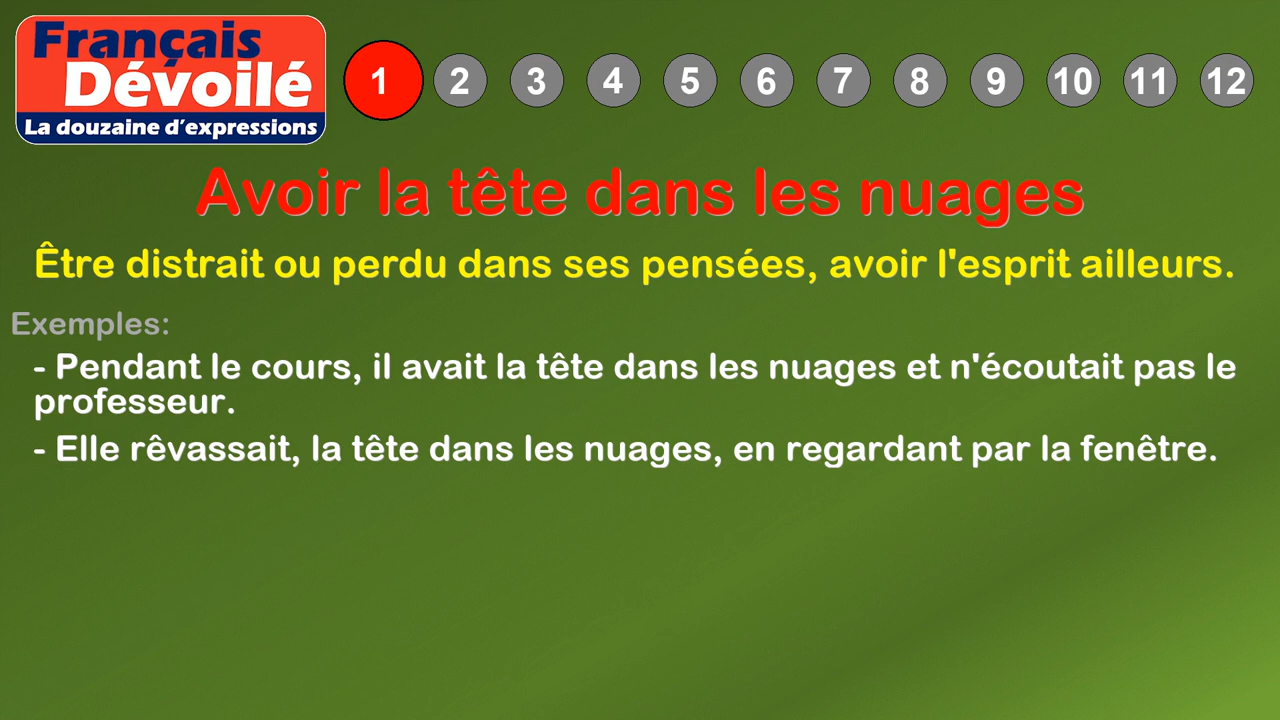 Français
Dévoilé
La douzaine d'expressions
1 2 3 4 5 6 7 8 9 10 11 12
Avoir la tête dans les nuages
Être distrait ou perdu dans ses pensées, avoir l'esprit ailleurs.
Exemples:
- Pendant le cours, il avait la tête dans les nuages et n'écoutait pas le
professeur.
- Elle rêvassait, la tête dans les nuages, en regardant par la fenêtre.